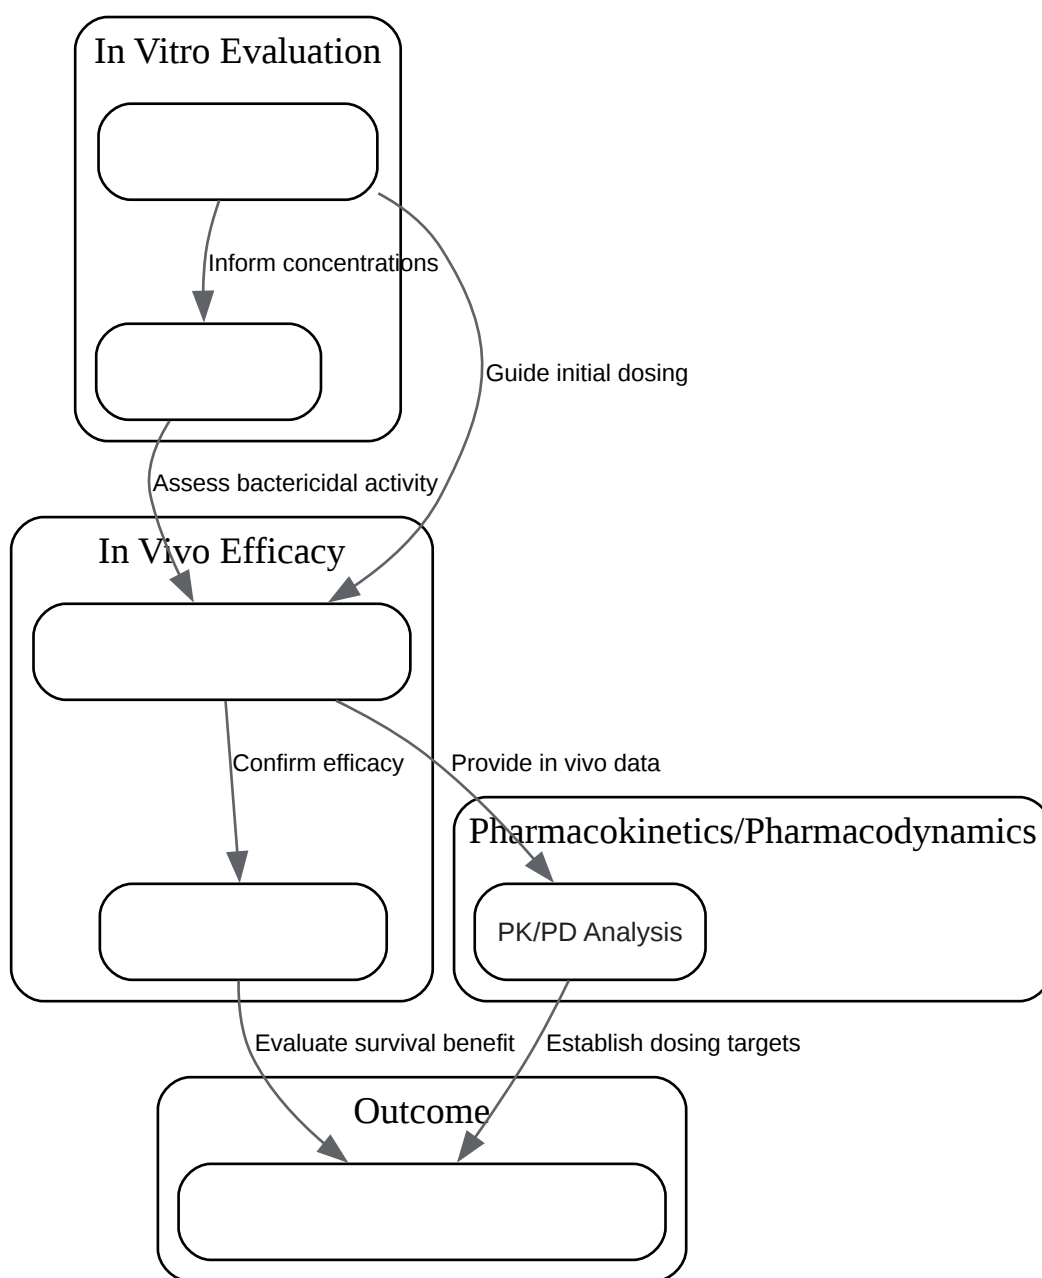 In Vitro Evaluation
Inform concentrations
Guide initial dosing
Assess bactericidal activity
In Vivo Efficacy
Confirm efficacy
Provide in vivo data
Pharmacokinetics/Pharmacodynamics
PK/PD Analysis
Evaluate survival benefit
Establish dosing targets
Outcome